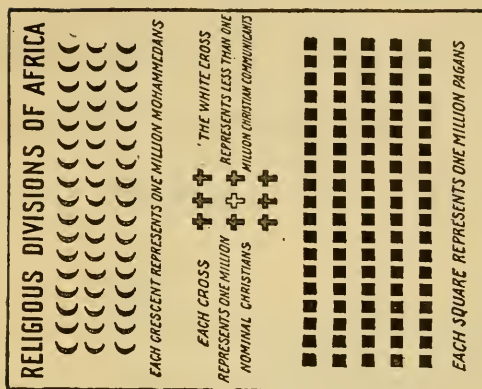 RELIGIOUS DIVISIONS OF AFRICA
EACH CRESCENT REPRESENTS ONE MILLION MOHAMMEDANS
EACH CROSS
REPRESENTS ONE MILLION
NOMINAL CHRISTIANS
THE WHITE CROSS
REPRESENTS LESS THAN ONE
MILLION CHRISTIAN COMMUNICANTS
EACH SQUARE REPRESENTS ONE MILLION PAGANS